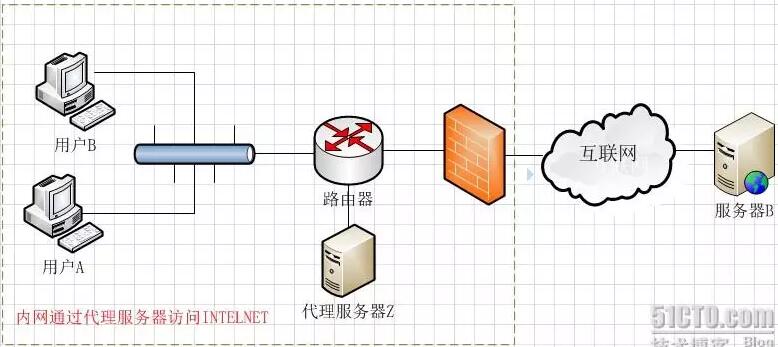 用户B
用户A
路由器
代理服务器Z
互联网
服务器B
内网通过代理服务器访问INTELNET
51CTO.com
技术博客 Blog